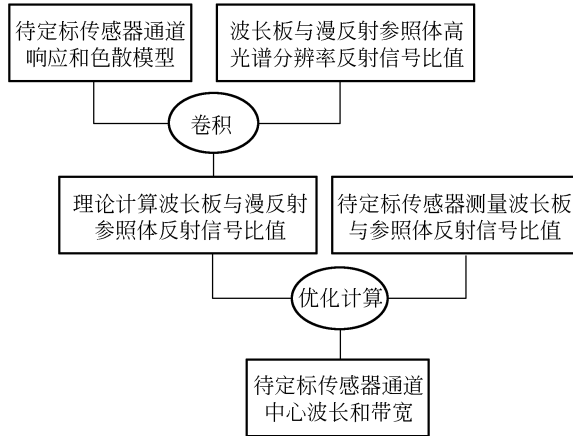 待定标传感器通道
响应和色散模型
波长板与漫反射参照体高
光谱分辨率反射信号比值
卷积
理论计算波长板与漫反射
参照体反射信号比值
待定标传感器测量波长板
与参照体反射信号比值
优化计算
待定标传感器通道
中心波长和带宽